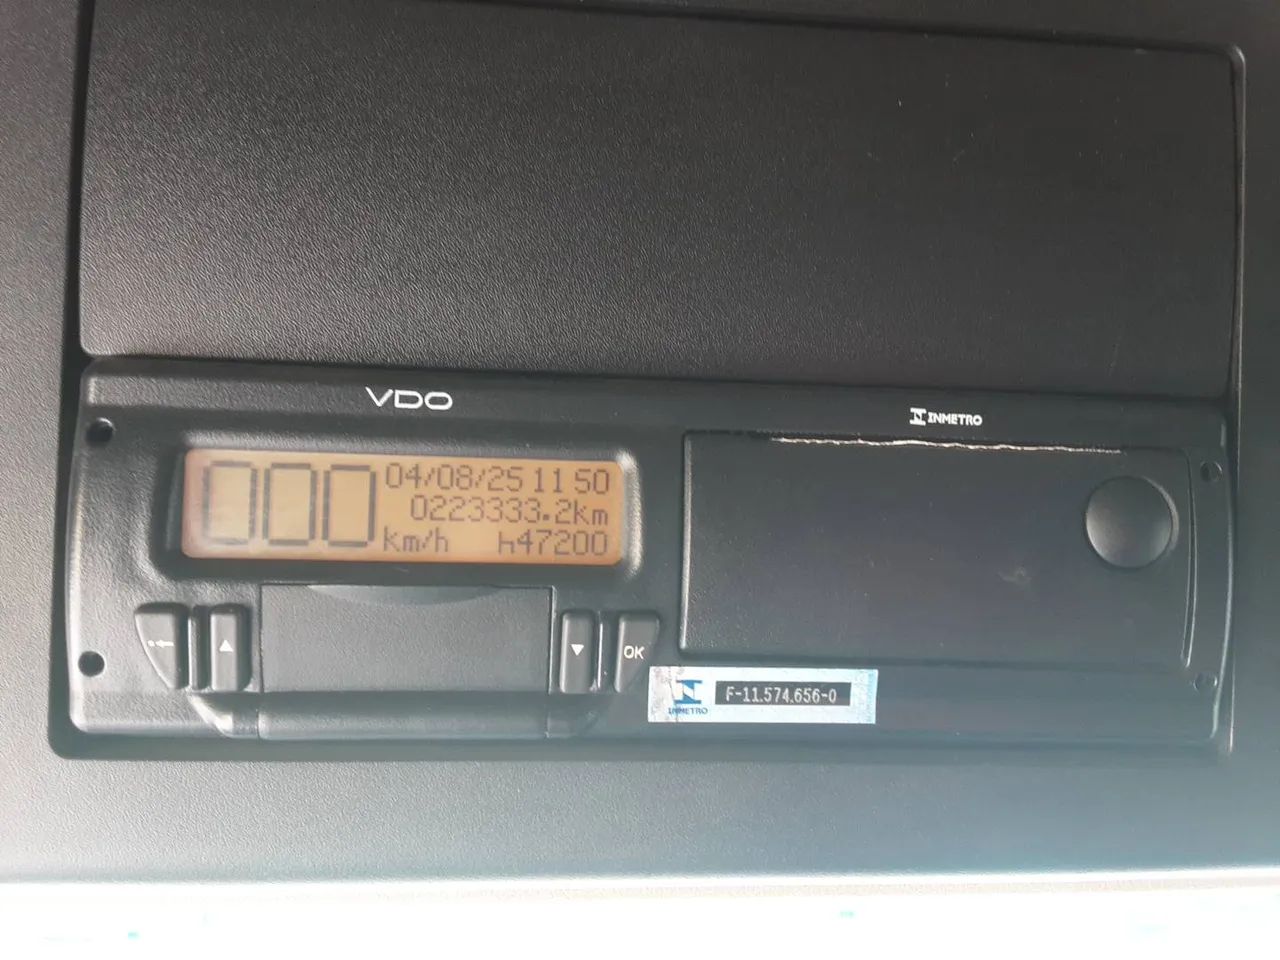 VDO
INMETRO
000
04/08/25 11 50
0223333.2km
km/h h47200
OK
INMETRO
F-11.574.656-0